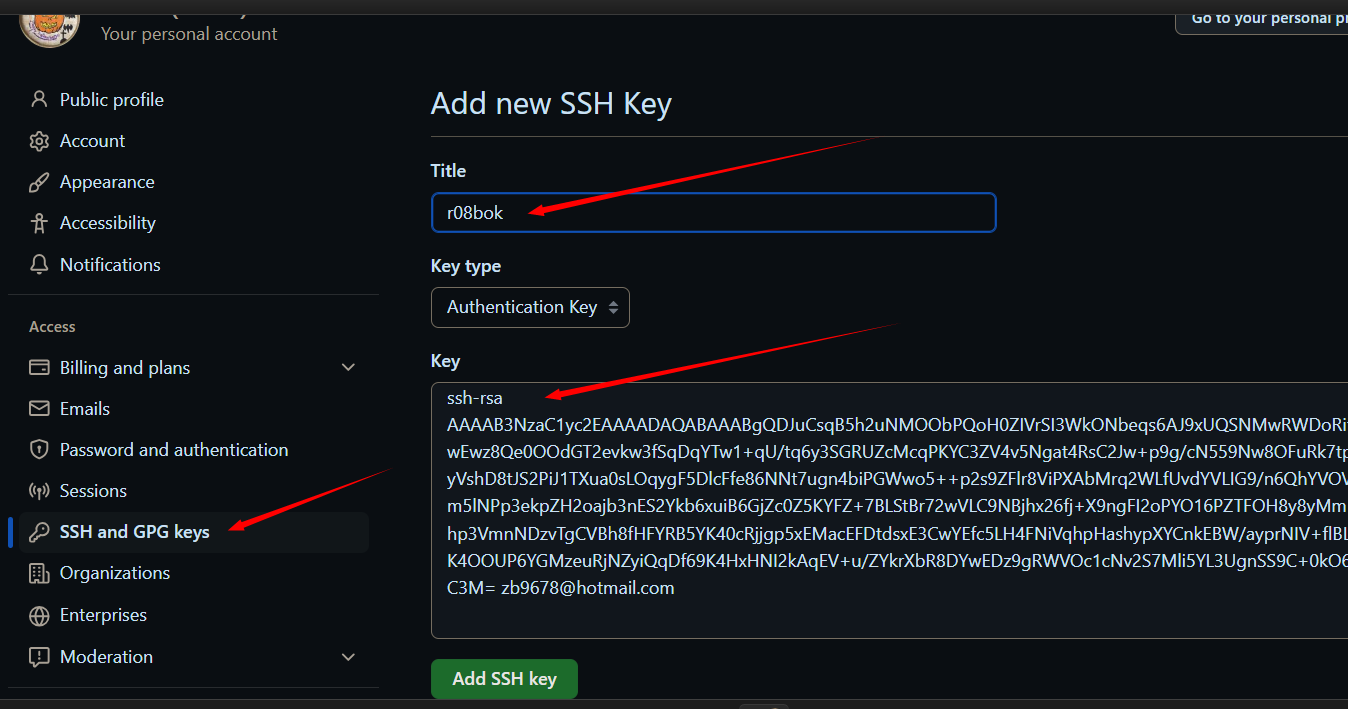 Your personal account
Go to your personal
Public profile
Account
Appearance
Accessibility
Notifications
Access
Billing and plans
Emails
Password and authentication
Sessions
SSH and GPG keys
Organizations
Enterprises
Moderation
Add new SSH Key
Title
r08bok
Key type
Authentication Key
Key
ssh-rsa
AAAAB3NzaC1yc2EAAAADAQABAAABgQDJuCsqB5h2uNMOObPQoH0ZIVrSI3WkONbeqs6AJ9xUQSNMwRWDoRi
wEwz8Qe0OOdGT2evkw3fSqDqYTw1+qU/tq6y3SGRUZcMcqPKYC3ZV4v5Ngat4RsC2Jw+p9g/cN559Nw8OFuRk7tp
yVshD8tJS2PiJ1TXua0sLOqygF5DlcFfe86NNt7ugn4biPGWwo5++p2s9ZFlr8ViPXAbMrq2WLfUvdYVLIG9/n6QhYVOV
m5lNPp3ekpZH2oajb3nES2Ykb6xuiB6GjZc0Z5KYFZ+7BLStBr72wVLC9NBjhx26fj+X9ngFI2oPYO16PZTFOH8y8yMm
hp3VmnNDzvTgCVBh8fHFYRB5YK40cRjjgp5xEMacEFDtdsxE3CwYEfc5LH4FNiVqhpHashypXYCnkEBW/ayprNIV+flBL
K4OOUP6YGMzeuRjNZyiQqDf69K4HxHNI2kAqEV+u/ZYkrXbR8DYwEDz9gRWVOc1cNv2S7Mli5YL3UgnSS9C+0kO6
C3M= zb9678@hotmail.com
Add SSH key